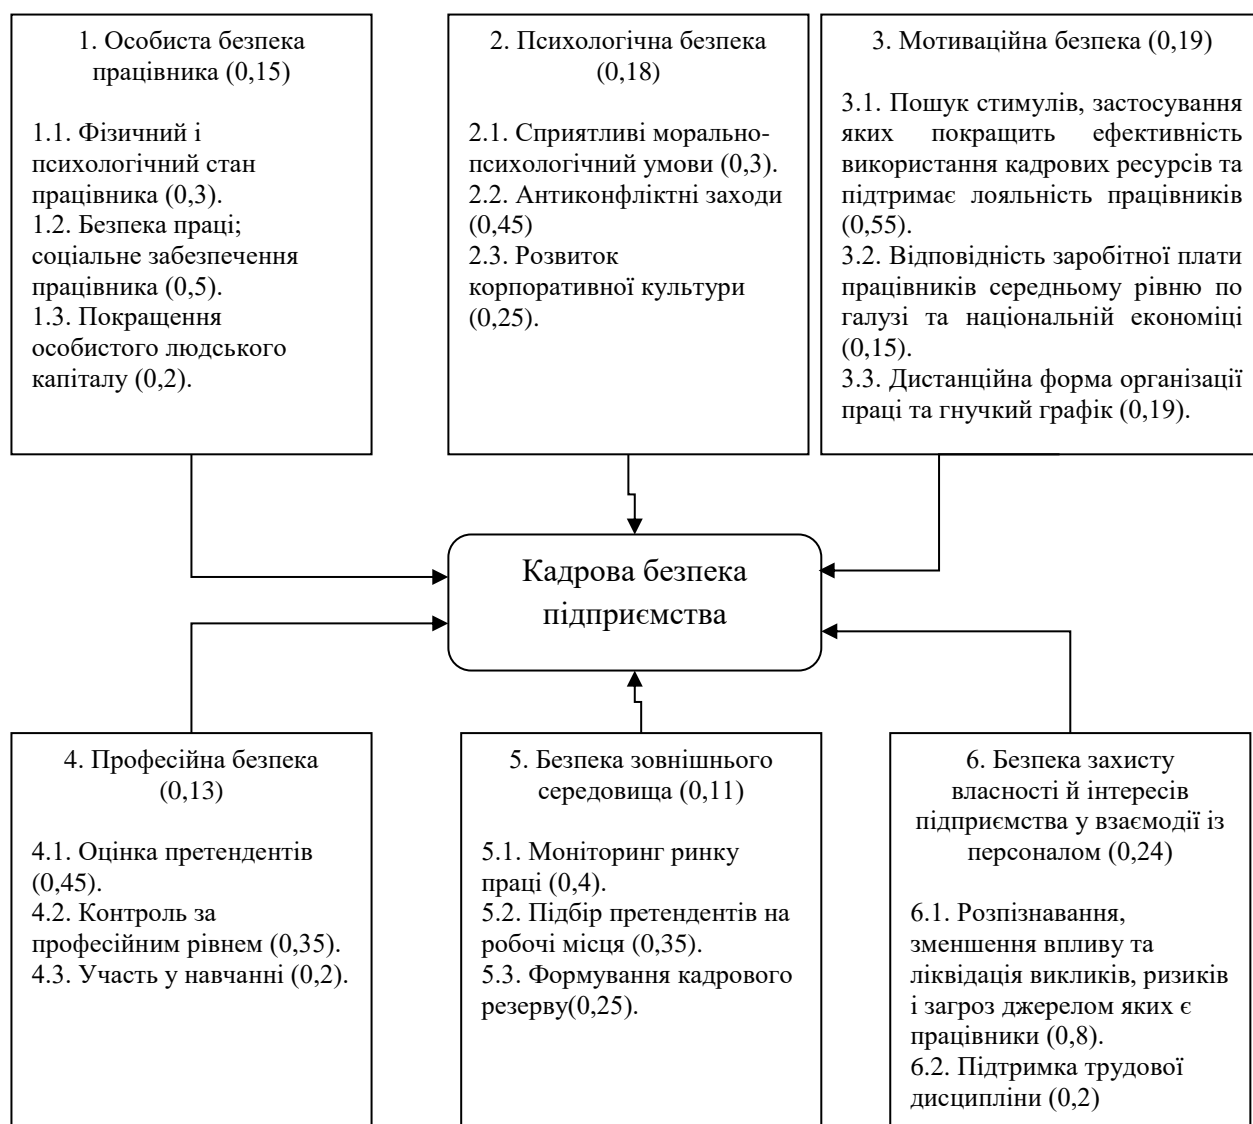 1. Особиста безпека
працівника (0,15)
1.1. Фізичний і
психологічний стан
працівника (0,3).
1.2. Безпека праці;
соціальне забезпечення
працівника (0,5).
1.3. Покращення
особистого людського
капіталу (0,2).
2. Психологічна безпека
(0,18)
2.1. Сприятливі морально-
психологічний умови (0,3).
2.2. Антиконфліктні заходи
(0,45)
2.3. Розвиток
корпоративної культури
(0,25).
3. Мотиваційна безпека (0,19)
3.1. Пошук стимулів, застосування
яких покращить ефективність
використання кадрових ресурсів та
підтримає лояльність працівників
(0,55).
3.2. Відповідність заробітної плати
працівників середньому рівню по
галузі та національній економіці
(0,15).
3.3. Дистанційна форма організації
праці та гнучкий графік (0,19).
Кадрова безпека
підприємства
4. Професійна безпека
(0,13)
4.1. Оцінка претендентів
(0,45).
4.2. Контроль за
професійним рівнем (0,35).
4.3. Участь у навчанні (0,2).
5. Безпека зовнішнього
середовища (0,11)
5.1. Моніторинг ринку
праці (0,4).
5.2. Підбір претендентів на
робочі місця (0,35).
5.3. Формування кадрового
резерву(0,25).
6. Безпека захисту
власності й інтересів
підприємства у взаємодії із
персоналом (0,24)
6.1. Розпізнавання,
зменшення впливу та
ліквідація викликів, ризиків
і загроз джерелом яких є
працівники (0,8).
6.2. Підтримка трудової
дисципліни (0,2)